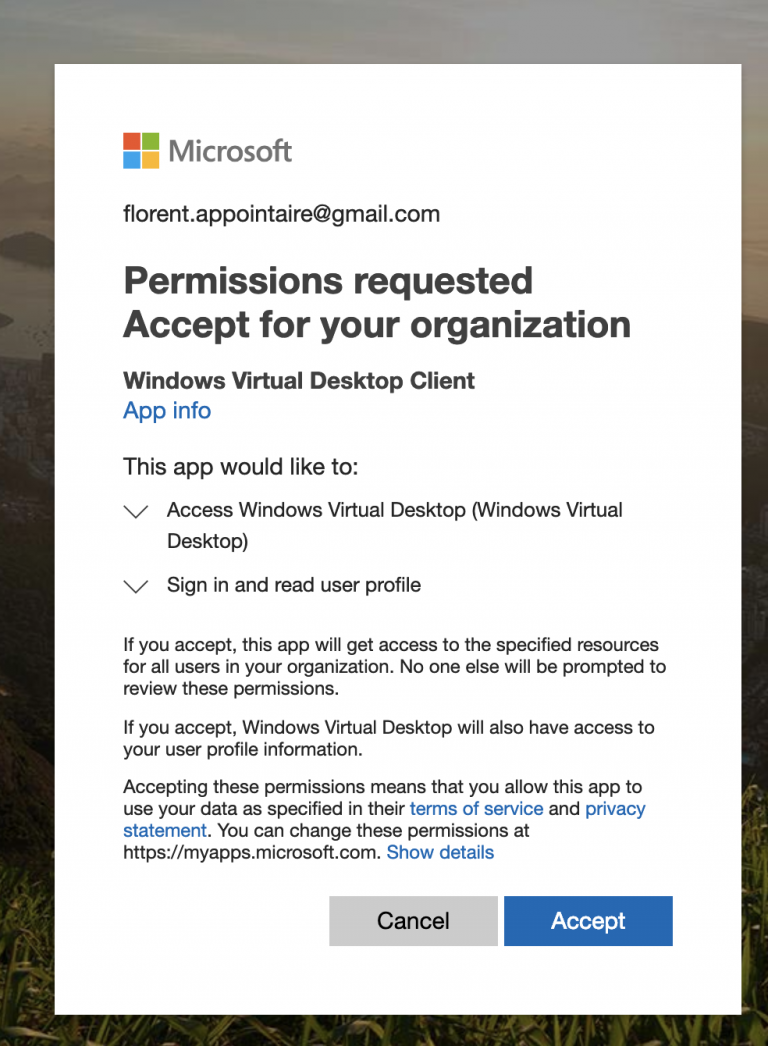 Microsoft
florent.appointaire@gmail.com
Permissions requested
Accept for your organization
Windows Virtual Desktop Client
App info
This app would like to:
Access Windows Virtual Desktop (Windows Virtual
Desktop)
Sign in and read user profile
If you accept, this app will get access to the specified resources
for all users in your organization. No one else will be prompted to
review these permissions.
If you accept, Windows Virtual Desktop will also have access to
your user profile information.
Accepting these permissions means that you allow this app to
use your data as specified in their terms of service and privacy
statement. You can change these permissions at
https://myapps.microsoft.com. Show details
Cancel
Accept